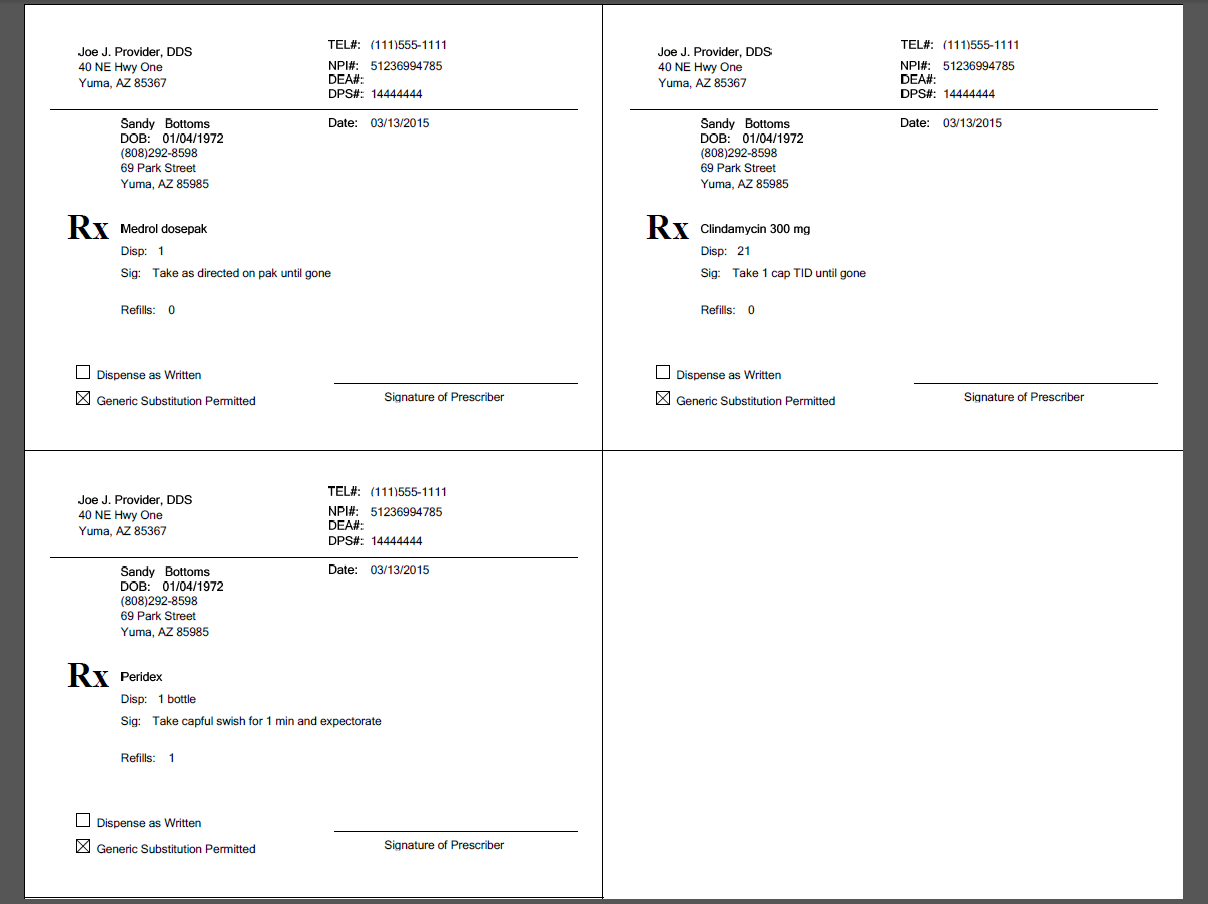 Joe J. Provider, DDS
40 NE Hwy One
Yuma, AZ 85367
TEL#: (111)555-1111
NPI#: 51236994785
DEA#:
DPS#: 14444444
Sandy Bottoms
DOB: 01/04/1972
(808)292-8598
69 Park Street
Yuma, AZ 85985
Date: 03/13/2015
Rx Medrol dosepak
Disp: 1
Sig: Take as directed on pak until gone
Refills: 0
Dispense as Written
Generic Substitution Permitted
Signature of Prescriber
Joe J. Provider, DDS
40 NE Hwy One
Yuma, AZ 85367
TEL#: (111)555-1111
NPI#: 51236994785
DEA#:
DPS#: 14444444
Sandy Bottoms
DOB: 01/04/1972
(808)292-8598
69 Park Street
Yuma, AZ 85985
Date: 03/13/2015
Rx Clindamycin 300 mg
Disp: 21
Sig: Take 1 cap TID until gone
Refills: 0
Dispense as Written
Generic Substitution Permitted
Signature of Prescriber
Joe J. Provider, DDS
40 NE Hwy One
Yuma, AZ 85367
TEL#: (111)555-1111
NPI#: 51236994785
DEA#:
DPS#: 14444444
Sandy Bottoms
DOB: 01/04/1972
(808)292-8598
69 Park Street
Yuma, AZ 85985
Date: 03/13/2015
Rx Peridex
Disp: 1 bottle
Sig: Take capful swish for 1 min and expectorate
Refills: 1
Dispense as Written
Generic Substitution Permitted
Signature of Prescriber